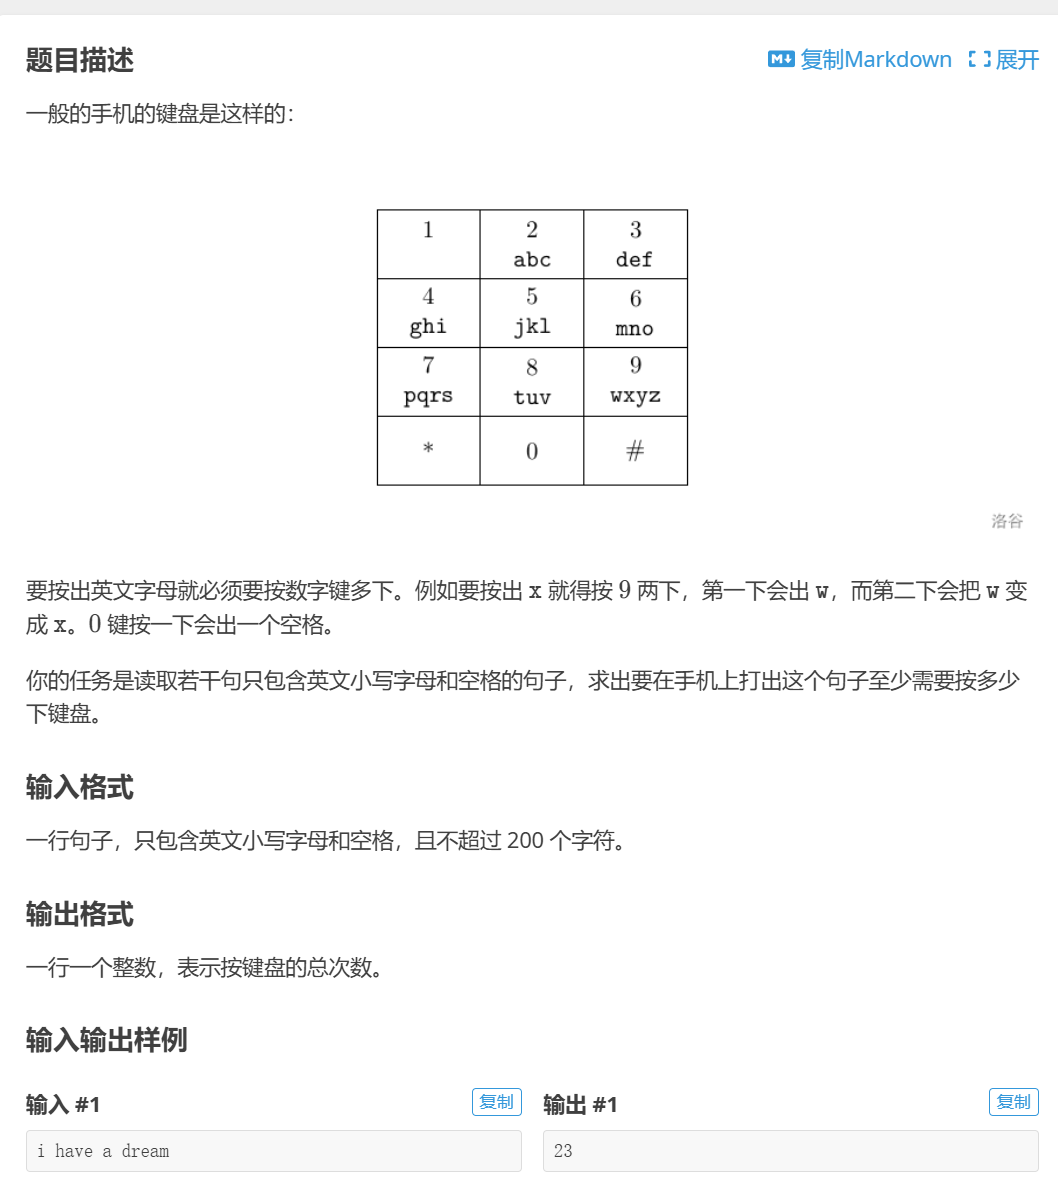 题目描述
复制Markdown 展开
一般的手机的键盘是这样的：
1 2 3
abc def
4 5 6
ghi jkl mno
7 8 9
pqrs tuv wxyz
* 0 #
洛谷
要按出英文字母就必须要按数字键多下。例如要按出 x 就得按 9 两下，第一下会出 w，而第二下会把 w 变
成 x。0 键按一下会出一个空格。
你的任务是读取若干句只包含英文小写字母和空格的句子，求出要在手机上打出这个句子至少需要按多少
下键盘。
输入格式
一行句子，只包含英文小写字母和空格，且不超过 200 个字符。
输出格式
一行一个整数，表示按键盘的总次数。
输入输出样例
输入 #1 复制 输出 #1 复制
i have a dream 23